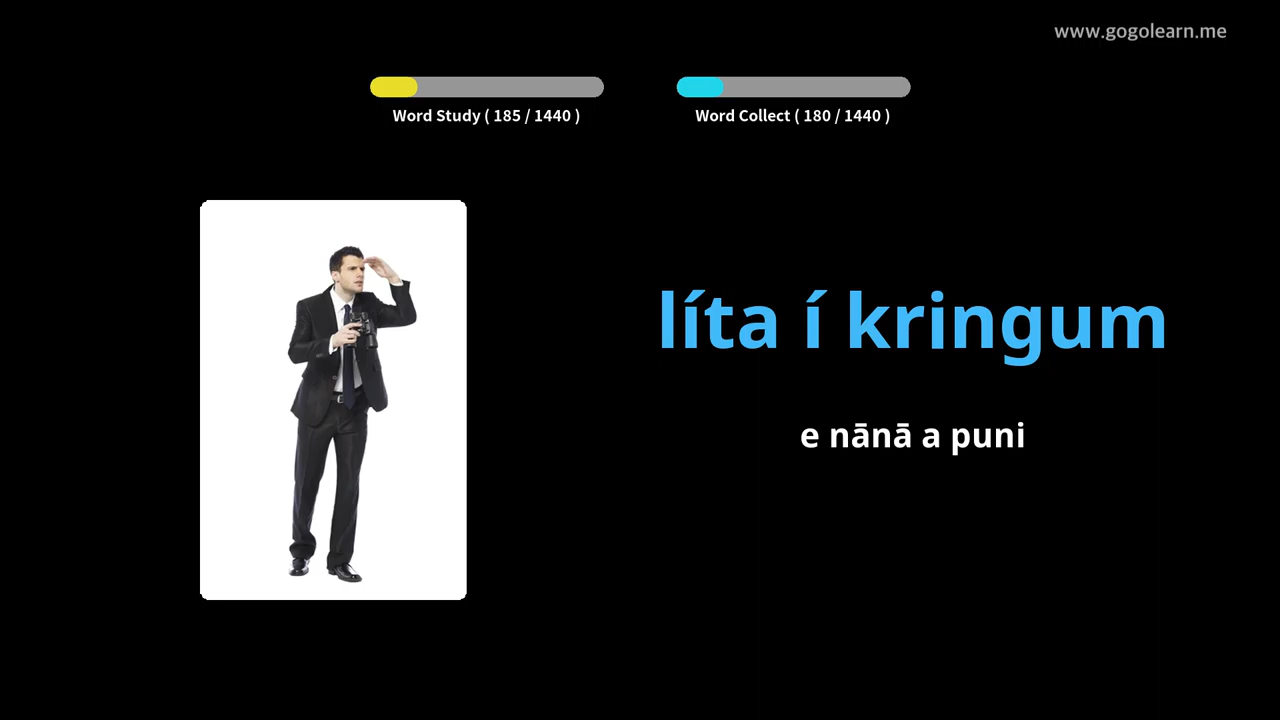 www.gogolearn.me
Word Study ( 185 / 1440 )
Word Collect ( 180 / 1440 )
líta í kringum
e nānā a puni